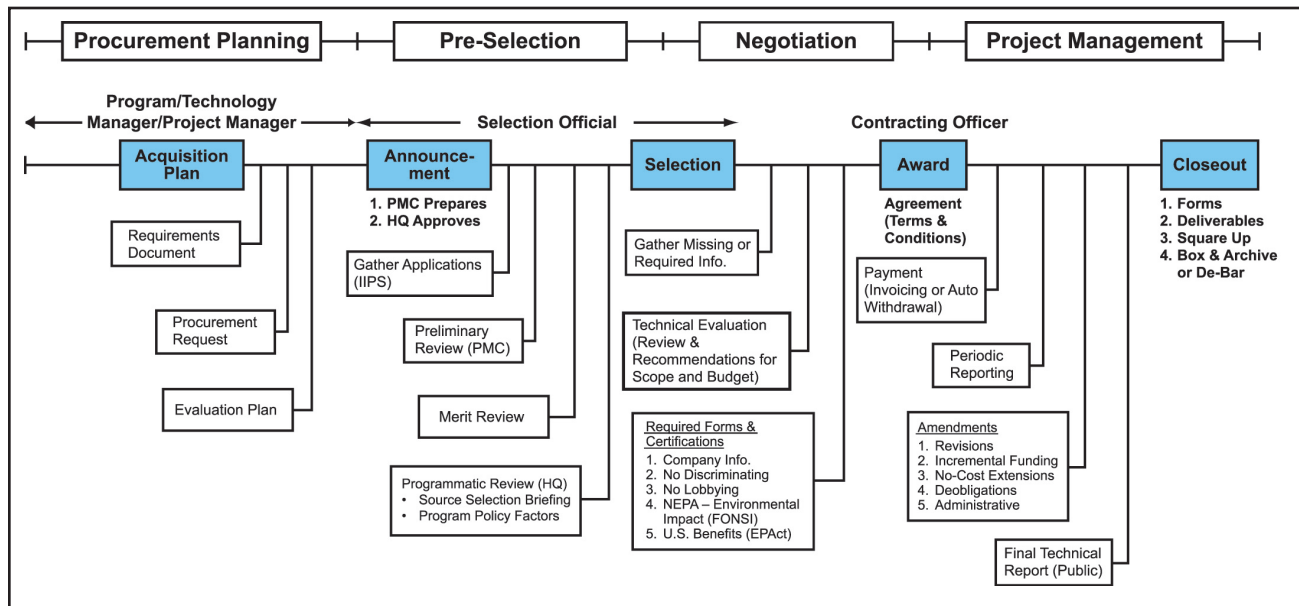 Procurement Planning
Pre-Selection
Negotiation
Project Management
Program/Technology
Manager/Project Manager
Selection Official
Contracting Officer
Acquisition
Plan
Announce-
ment
Selection
Award
Closeout
Requirements
Document
Procurement
Request
Evaluation Plan
1. PMC Prepares
2. HQ Approves
Gather Applications
(IIPS)
Preliminary
Review (PMC)
Merit Review
Programmatic Review (HQ)
• Source Selection Briefing
• Program Policy Factors
Gather Missing or
Required Info.
Technical Evaluation
(Review &
Recommendations for
Scope and Budget)
Required Forms &
Certifications
1. Company Info.
2. No Discriminating
3. No Lobbying
4. NEPA – Environmental
Impact (FONSI)
5. U.S. Benefits (EPAct)
Agreement
(Terms &
Conditions)
Payment
(Invoicing or Auto
Withdrawal)
Periodic
Reporting
Amendments
1. Revisions
2. Incremental Funding
3. No-Cost Extensions
4. Deobligations
5. Administrative
Final Technical
Report (Public)
1. Forms
2. Deliverables
3. Square Up
4. Box & Archive
or De-Bar